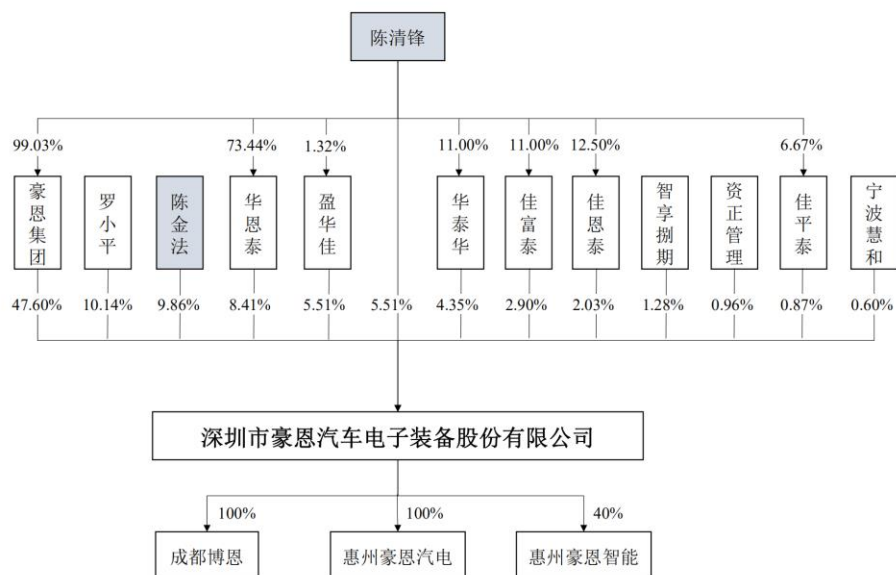 陈清锋
99.03%
73.44%
1.32%
11.00%
11.00%
12.50%
6.67%
豪恩集团
罗小平
陈金法
华恩泰
盈华佳
华泰华
佳富泰
佳恩泰
智享捌期
资正管理
佳平泰
宁波慧和
47.60%
10.14%
9.86%
8.41%
5.51%
5.51%
4.35%
2.90%
2.03%
1.28%
0.96%
0.87%
0.60%
深圳市豪恩汽车电子装备股份有限公司
100%
100%
40%
成都博恩
惠州豪恩汽电
惠州豪恩智能